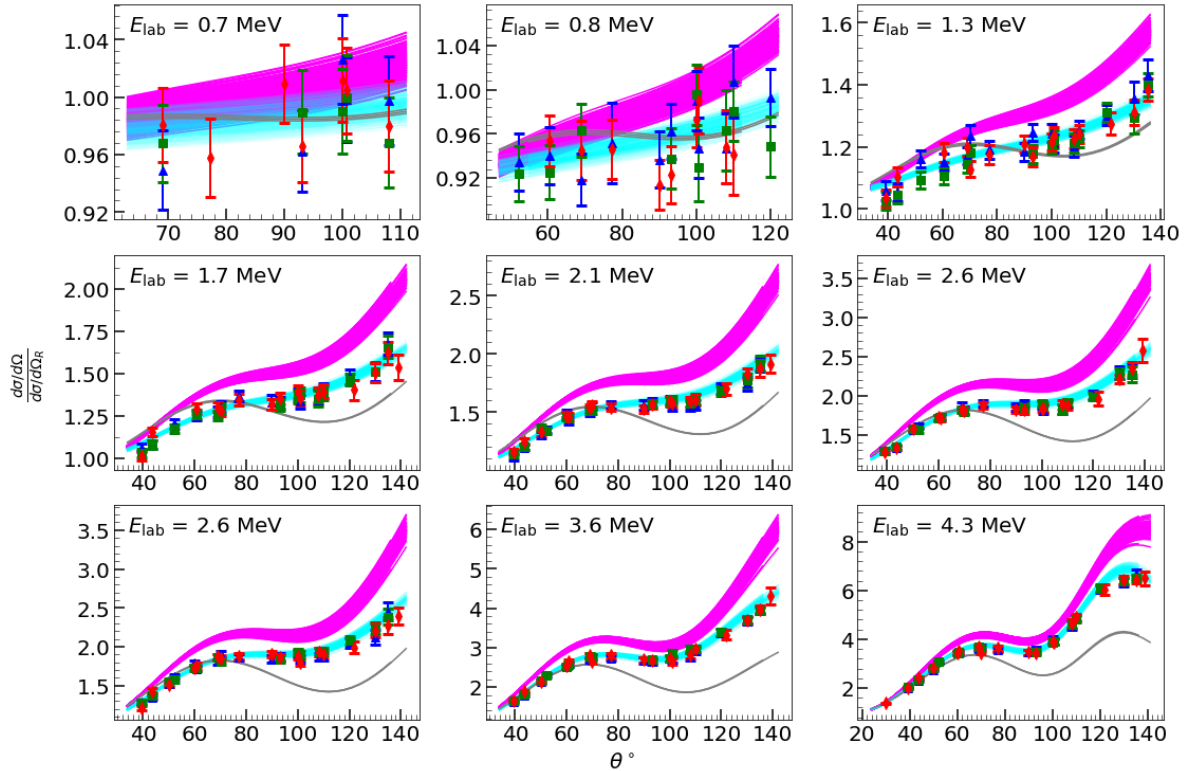 E_lab = 0.7 MeV
1.04
1.00
0.96
0.92
70 80 90 100 110
E_lab = 0.8 MeV
1.04
1.00
0.96
0.92
60 80 100 120
E_lab = 1.3 MeV
1.6
1.4
1.2
1.0
40 60 80 100 120 140
dσ/dΩ
dσ/dΩ_R
E_lab = 1.7 MeV
2.00
1.75
1.50
1.25
1.00
40 60 80 100 120 140
E_lab = 2.1 MeV
2.5
2.0
1.5
40 60 80 100 120 140
E_lab = 2.6 MeV
3.5
3.0
2.5
2.0
1.5
40 60 80 100 120 140
E_lab = 2.6 MeV
3.5
3.0
2.5
2.0
1.5
40 60 80 100 120 140
E_lab = 3.6 MeV
6
5
4
3
2
40 60 80 100 120 140
E_lab = 4.3 MeV
8
6
4
2
20 40 60 80 100 120 140
θ°